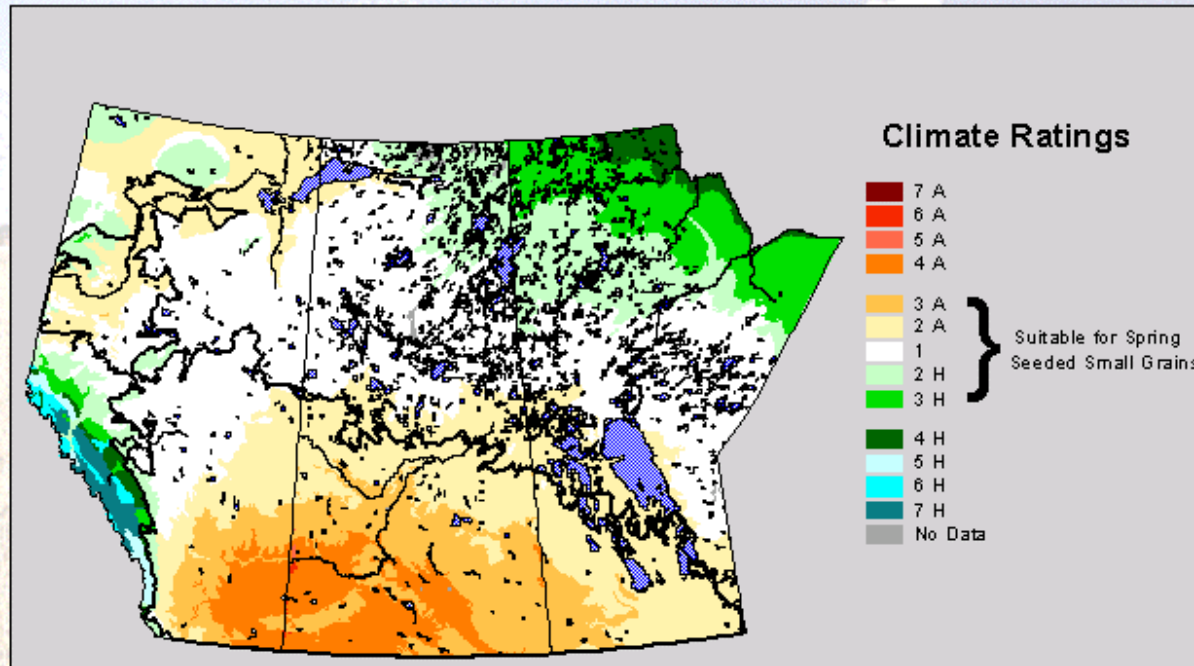 Climate Ratings
7 A
6 A
5 A
4 A
3 A
2 A
1
2 H
3 H
Suitable for Spring
Seeded Small Grains
4 H
5 H
6 H
7 H
No Data